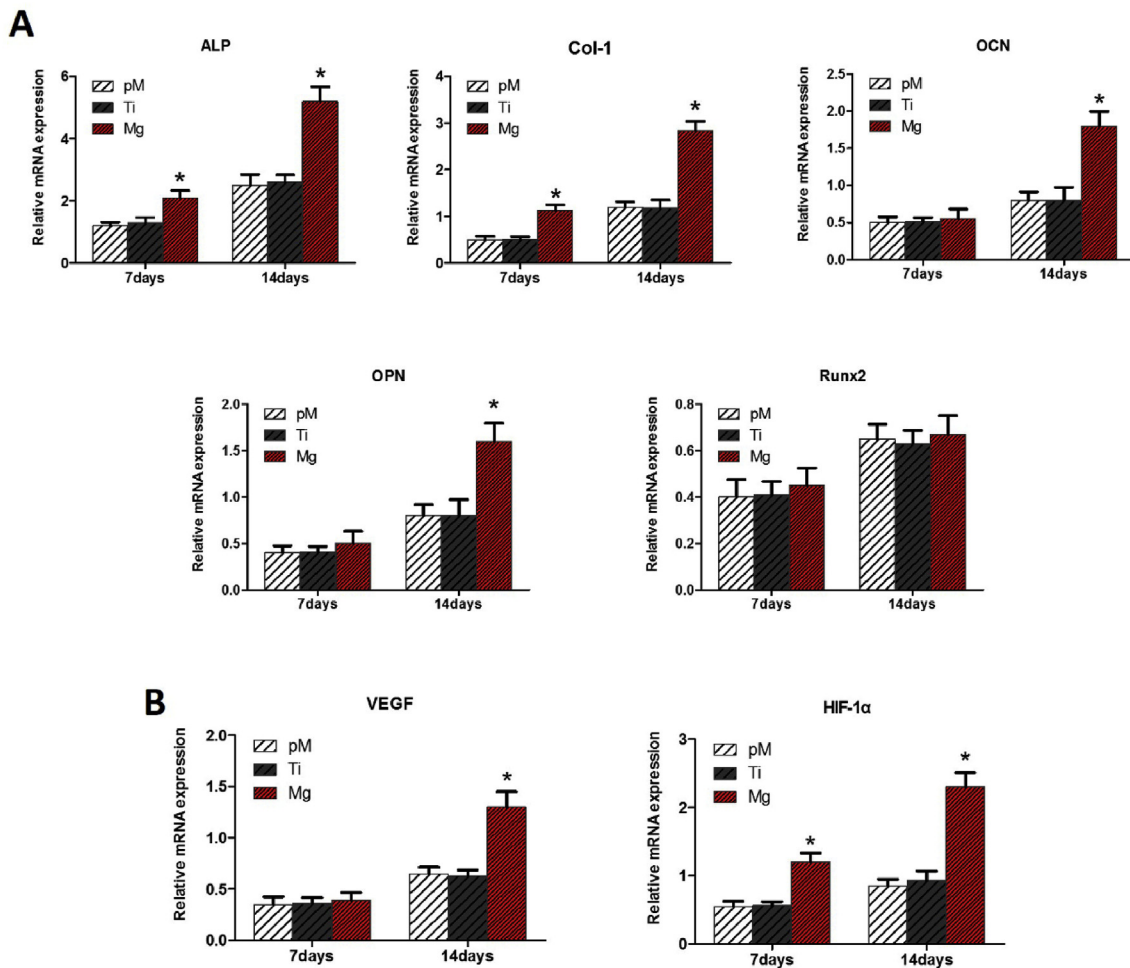 A
ALP
Relative mRNA expression
6
4
2
0
pM
Ti
Mg
*
*
7days
14days
Col-1
Relative mRNA expression
4
3
2
1
0
pM
Ti
Mg
*
*
7days
14days
OCN
Relative mRNA expression
2.5
2.0
1.5
1.0
0.5
0.0
pM
Ti
Mg
*
7days
14days
OPN
Relative mRNA expression
2.0
1.5
1.0
0.5
0.0
pM
Ti
Mg
*
7days
14days
Runx2
Relative mRNA expression
0.8
0.6
0.4
0.2
0.0
pM
Ti
Mg
7days
14days
B
VEGF
Relative mRNA expression
2.0
1.5
1.0
0.5
0.0
pM
Ti
Mg
*
7days
14days
HIF-1α
Relative mRNA expression
3
2
1
0
pM
Ti
Mg
*
*
7days
14days